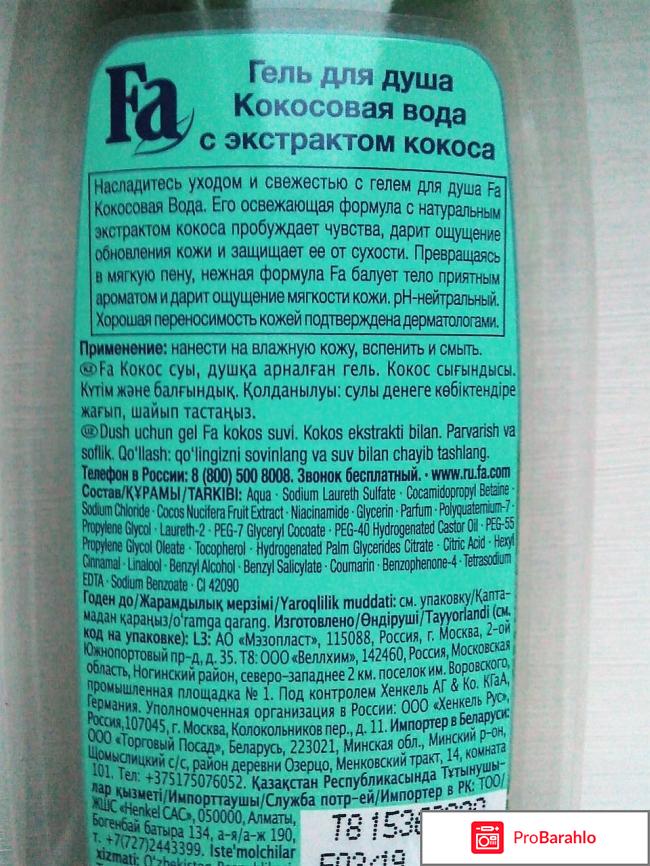 Fa
Гель для душа
Кокосовая вода
с экстрактом кокоса
Насладитесь уходом и свежестью с гелем для душа Fa
Кокосовая Вода. Его освежающая формула с натуральным
экстрактом кокоса пробуждает чувства, дарит ощущение
обновления кожи и защищает ее от сухости. Превращаясь
в мягкую пену, нежная формула Fa балует тело приятным
ароматом и дарит ощущение мягкости кожи. pH-нейтральный.
Хорошая переносимость кожей подтверждена дерматологами.
Применение: нанести на влажную кожу, вспенить и смыть.
KZ Fa Кокос суы, душқа арналған гель. Кокос сығындысы.
Күтім және балғындық. Қолданылуы: сулы денеге көбіктендіре
жағып, шайып тастаңыз.
UZ Dush uchun gel Fa kokos suvi. Kokos ekstrakti bilan. Parvarish va
soflik. Qo'llash: qo'lingizni sovinlang va suv bilan chayib tashlang.
Телефон в России: 8 (800) 500 8008. Звонок бесплатный. · www.ru.fa.com
Состав/ҚҰРАМЫ/TARKIBI: Aqua · Sodium Laureth Sulfate · Cocamidopropyl Betaine ·
Sodium Chloride · Cocos Nucifera Fruit Extract · Niacinamide · Glycerin · Parfum · Polyquaternium-7 ·
Propylene Glycol · Laureth-2 · PEG-7 Glyceryl Cocoate · PEG-40 Hydrogenated Castor Oil · PEG-55
Propylene Glycol Oleate · Tocopherol · Hydrogenated Palm Glycerides Citrate · Citric Acid · Hexyl
Cinnamal · Linalool · Benzyl Alcohol · Benzyl Salicylate · Coumarin · Benzophenone-4 · Tetrasodium
EDTA · Sodium Benzoate · CI 42090
Годен до/Жарамдылық мерзімі/Yaroqlilik muddati: см. упаковку/Қапта-
мадан қараңыз/o'ramga qarang. Изготовлено/Өндіруші/Tayyorlandi (см.
код на упаковке): L3: АО «Мэзопласт», 115088, Россия, г. Москва, 2-ой
Южнопортовый пр-д, д. 35. T8: ООО «Веллхим», 142460, Россия, Московская
область, Ногинский район, северо-западнее 2 км. поселок им. Воровского,
промышленная площадка № 1. Под контролем Хенкель АГ & Ко. КГаА,
Германия. Уполномоченная организация в России: ООО «Хенкель Рус»,
Россия,107045, г. Москва, Колокольников пер., д. 11. Импортер в Беларуси:
ООО «Торговый Посад», Беларусь, 223021, Минская обл., Минский р-он,
Щомыслицкий с/с, район деревни Озерцо, Менковский тракт, 14, комната
101. Тел: +375175076052. Қазақстан Республикасында Тұтынушы-
лар қызметі/Импорттаушы/Служба потр-ей/Импортер в РК: ТОО/
ЖШС «Henkel САС», 050000, Алматы,
Богенбай батыра 134, а-я/а-ж 190,
т. +7(727)2443399. Iste'molchilar
xizmati:
ProBarahlo